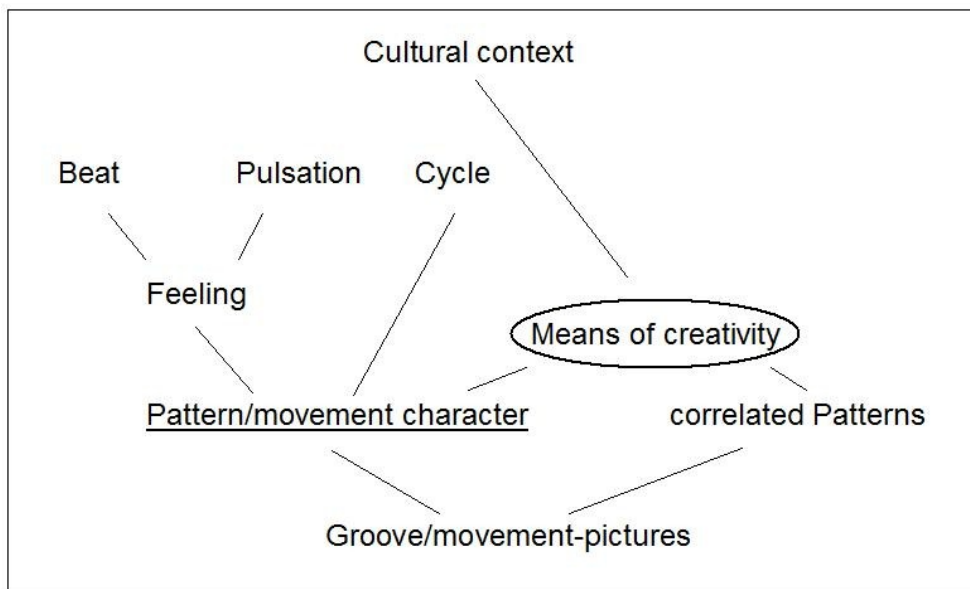 Cultural context
Beat Pulsation Cycle
Feeling
Means of creativity
Pattern/movement character correlated Patterns
Groove/movement-pictures